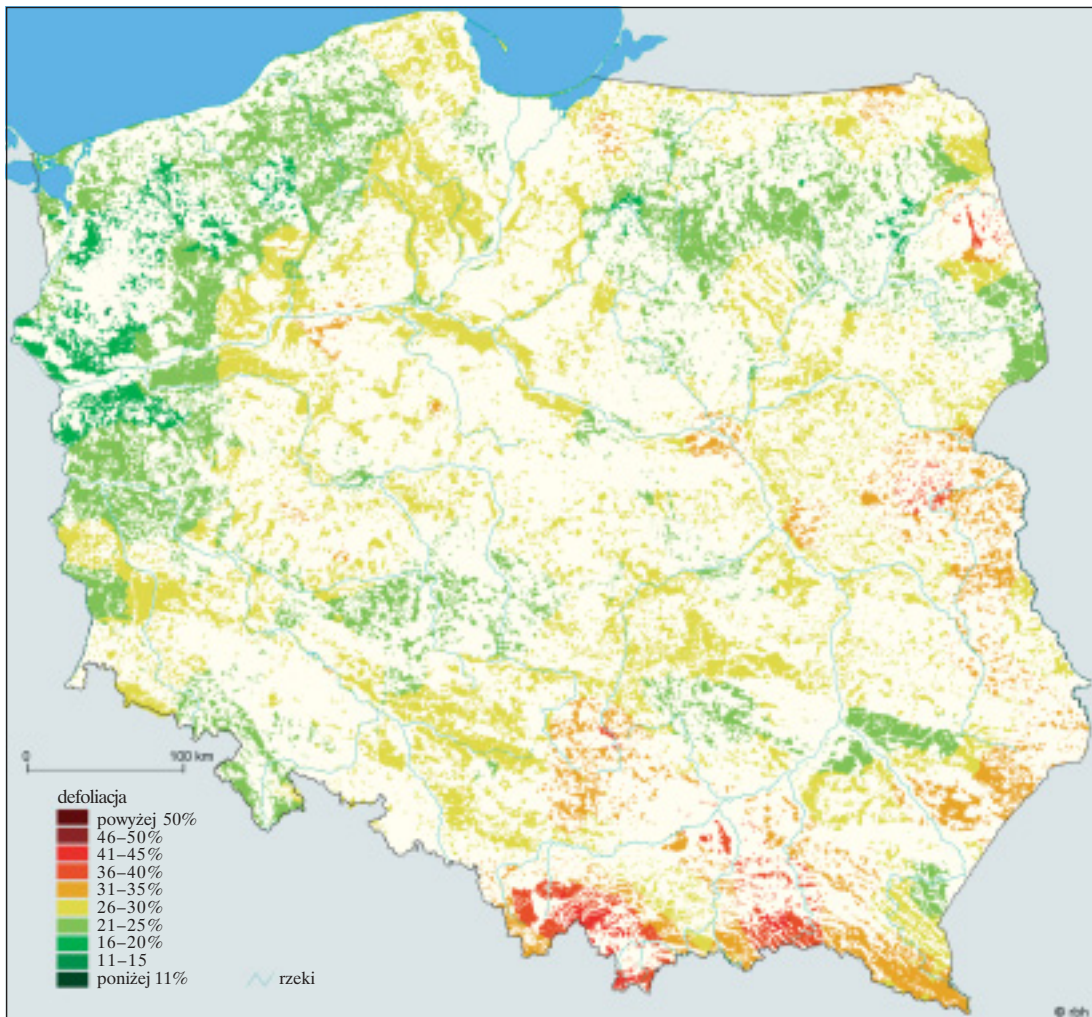 0
100 km
defoliacja
powyżej 50%
46–50%
41–45%
36–40%
31–35%
26–30%
21–25%
16–20%
11–15
poniżej 11%
rzeki